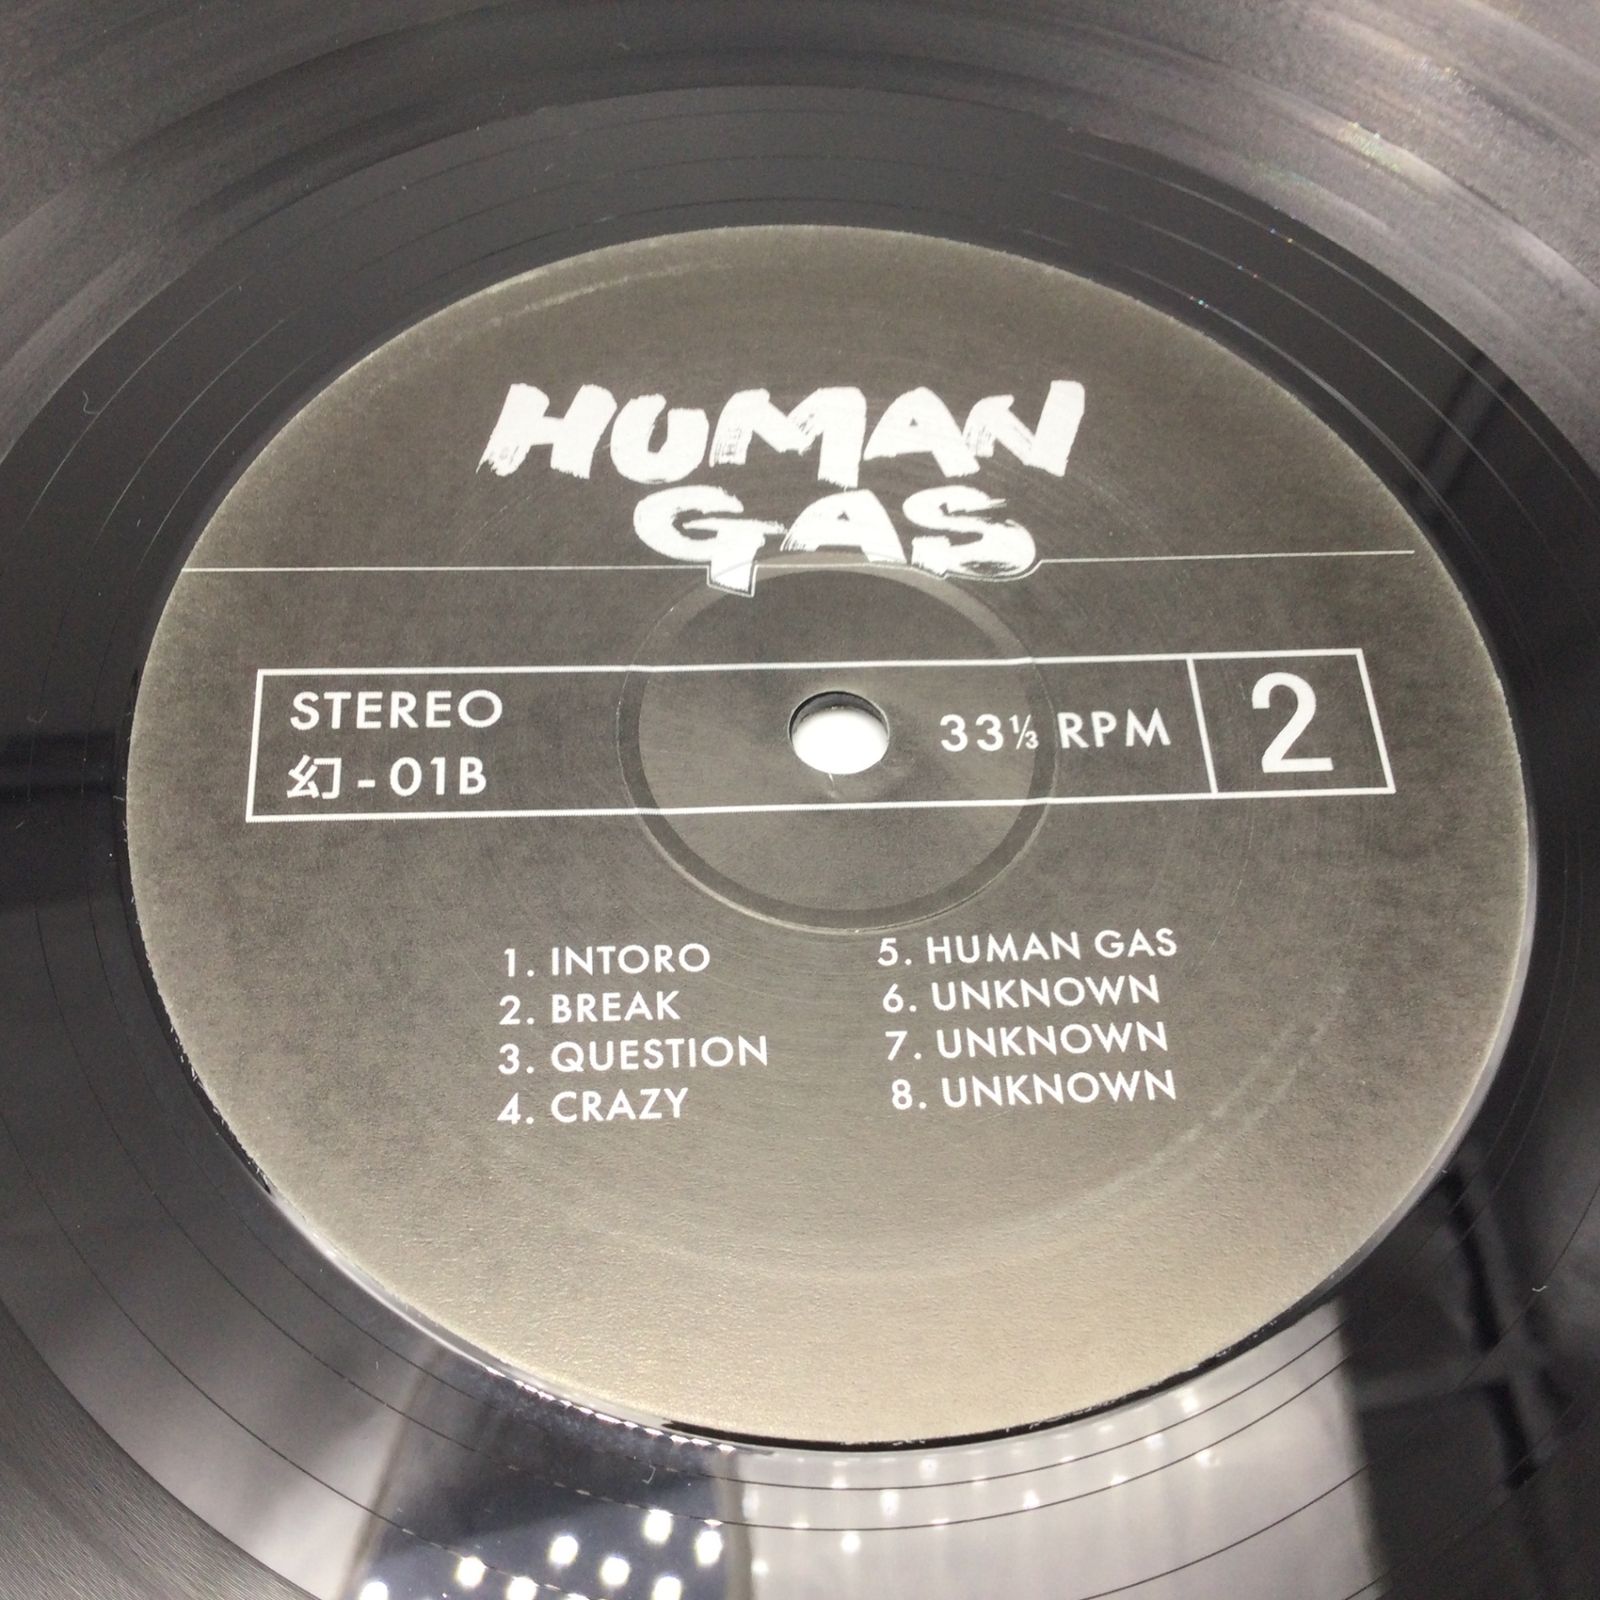 HUMAN
GAS
STEREO
幻-01B
33⅓ RPM
2
1. INTORO
2. BREAK
3. QUESTION
4. CRAZY
5. HUMAN GAS
6. UNKNOWN
7. UNKNOWN
8. UNKNOWN